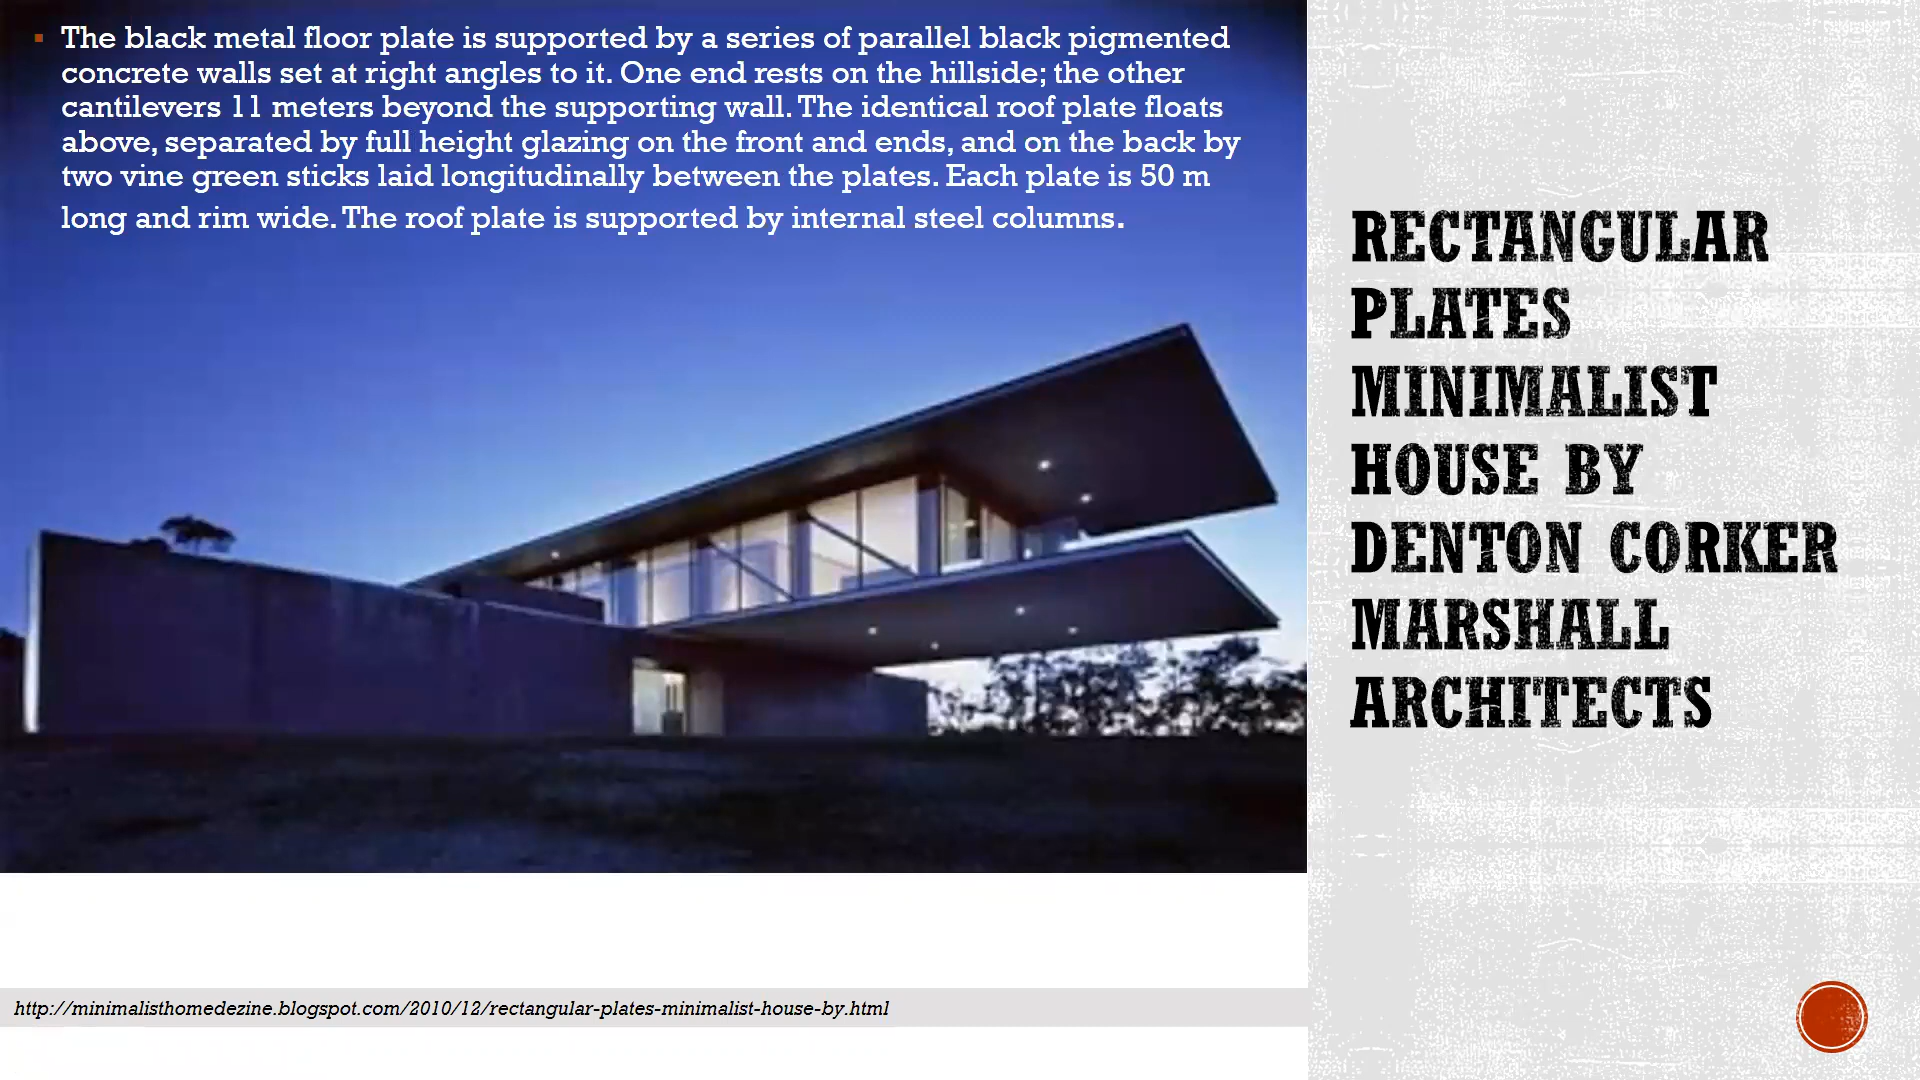 The black metal floor plate is supported by a series of parallel black pigmented
concrete walls set at right angles to it. One end rests on the hillside; the other
cantilevers 11 meters beyond the supporting wall. The identical roof plate floats
above, separated by full height glazing on the front and ends, and on the back by
two vine green sticks laid longitudinally between the plates. Each plate is 50 m
long and rim wide. The roof plate is supported by internal steel columns.
RECTANGULAR
PLATES
MINIMALIST
HOUSE BY
DENTON CORKER
MARSHALL
ARCHITECTS
http://minimalisthomedezine.blogspot.com/2010/12/rectangular-plates-minimalist-house-by.html